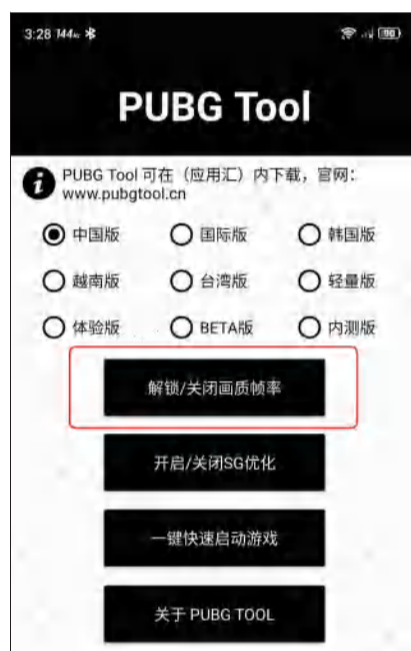 3:28 144Hz
90
PUBG Tool
PUBG Tool 可在（应用汇）内下载，官网：
www.pubgtool.cn
中国版 国际版 韩国版
越南版 台湾版 轻量版
体验版 BETA版 内测版
解锁/关闭画质帧率
开启/关闭SG优化
一键快速启动游戏
关于 PUBG TOOL